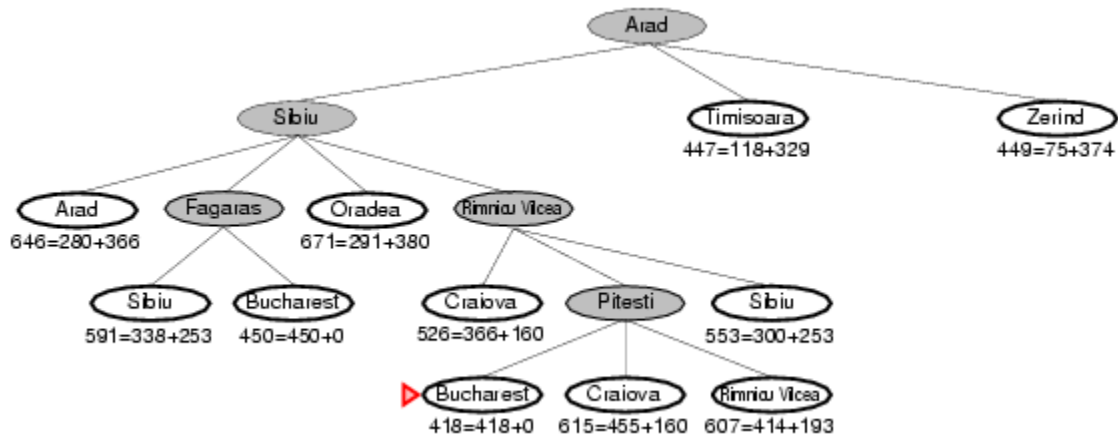 Arad
Sibiu
Timisoara
Zerind
447=118+329
449=75+374
Arad
Fagaras
Oradea
Rimnicu Vilcea
646=280+366
671=291+380
Sibiu
Bucharest
Craiova
Pitesti
Sibiu
591=338+253
450=450+0
526=366+160
553=300+253
Bucharest
Craiova
Rimnicu Vilcea
418=418+0
615=455+160
607=414+193